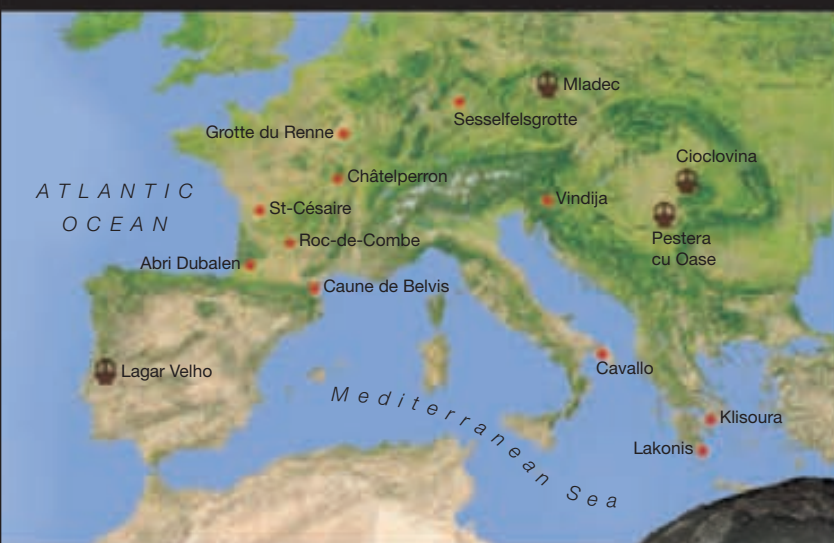 Mladec
Sesselfelsgrotte
Grotte du Renne
Cioclovina
Châtelperron
ATLANTIC
OCEAN
St-Césaire
Vindija
Roc-de-Combe
Pestera
cu Oase
Abri Dubalen
Caune de Belvis
Cavallo
Lagar Velho
Mediterranean Sea
Klisoura
Lakonis